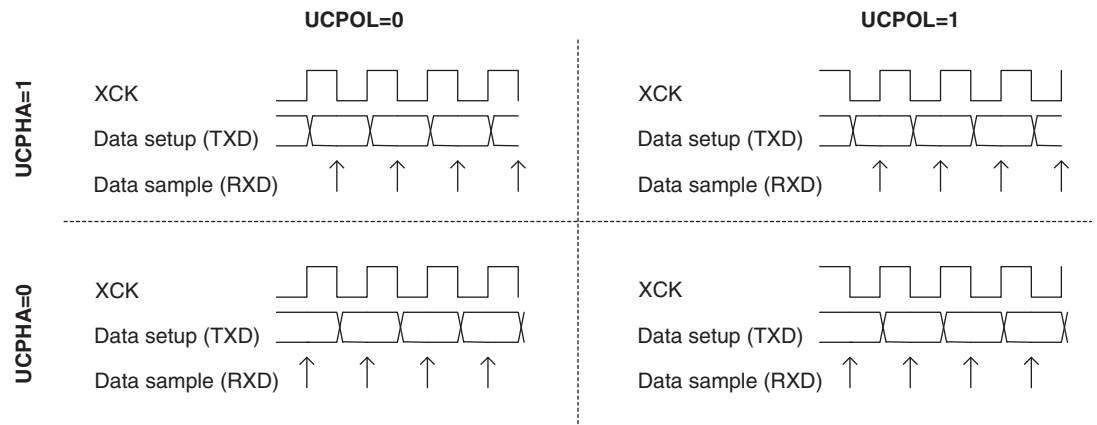 UCPOL=0
UCPOL=1
UCPHA=1
XCK
Data setup (TXD)
Data sample (RXD)
XCK
Data setup (TXD)
Data sample (RXD)
UCPHA=0
XCK
Data setup (TXD)
Data sample (RXD)
XCK
Data setup (TXD)
Data sample (RXD)